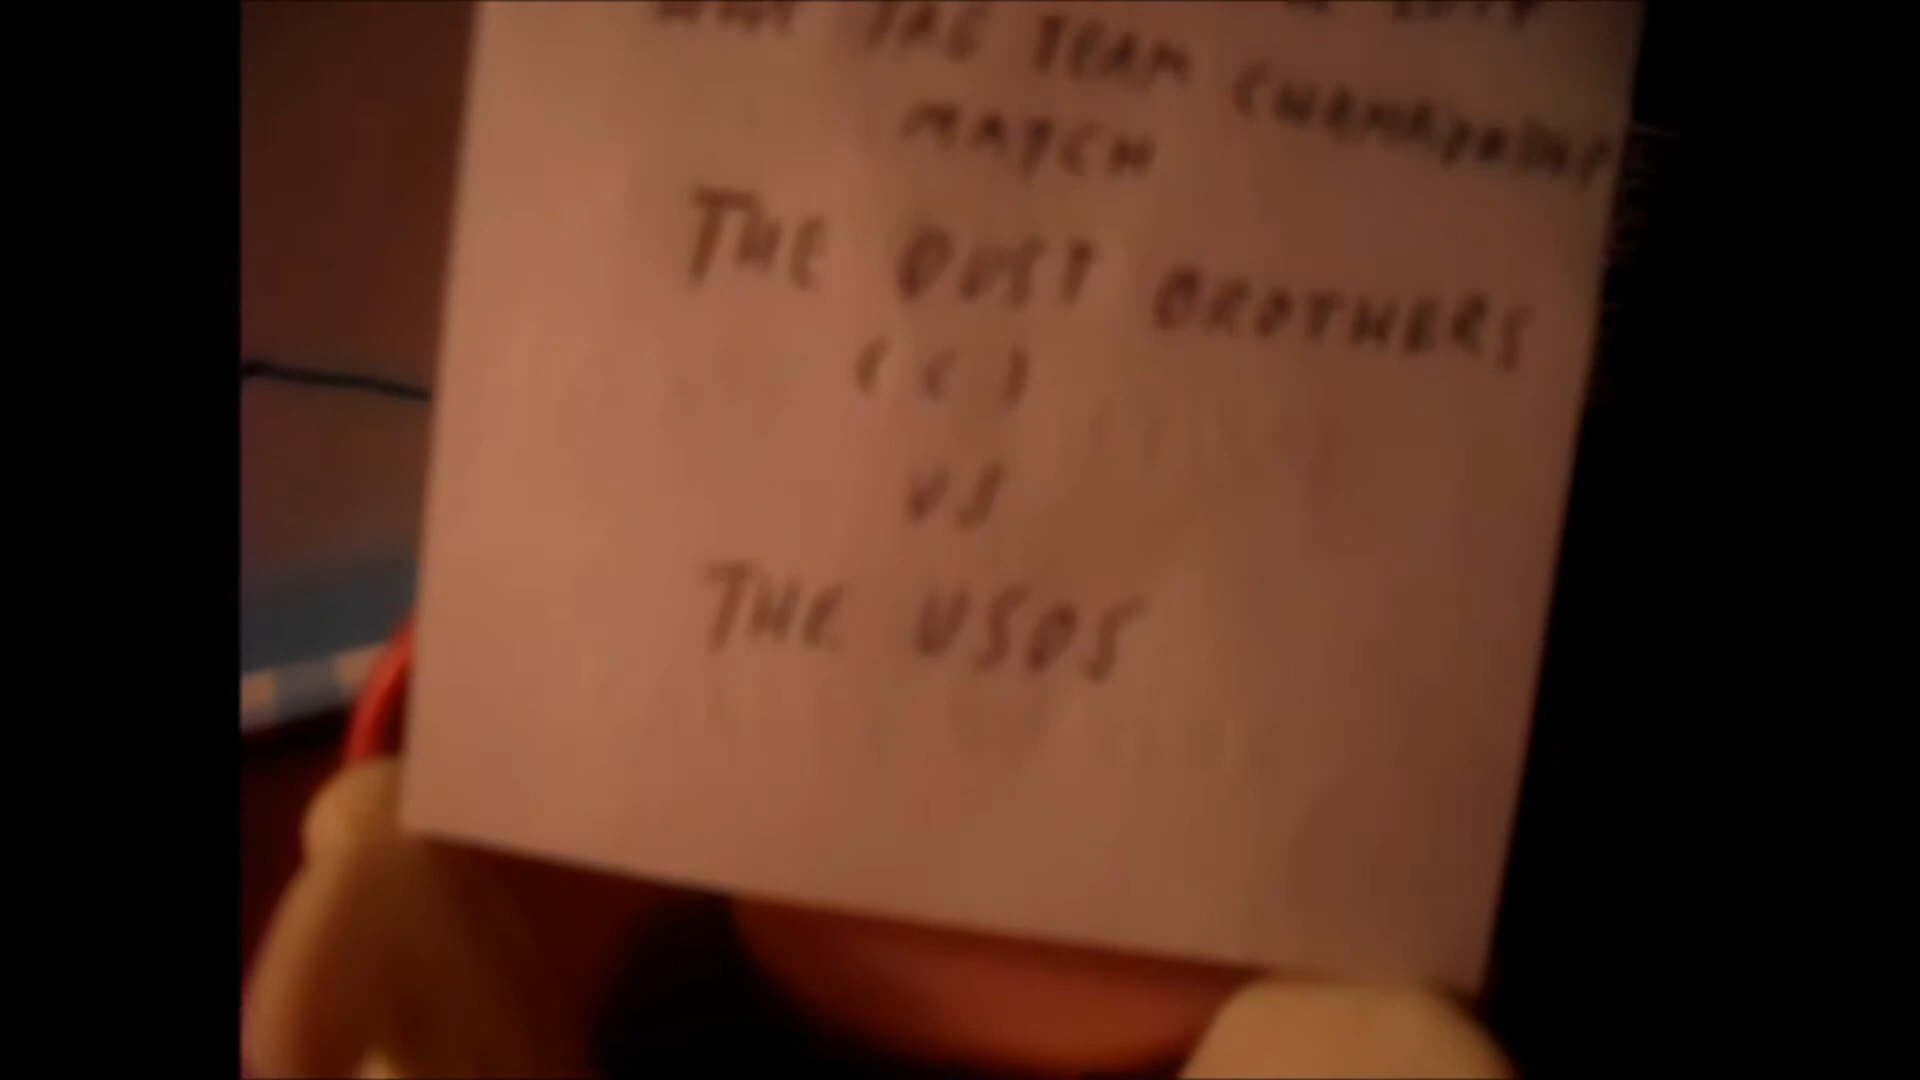 TAG TEAM CHAMPIONSHIP
MATCH
THE DUST BROTHERS
(C)
VS
THE USOS